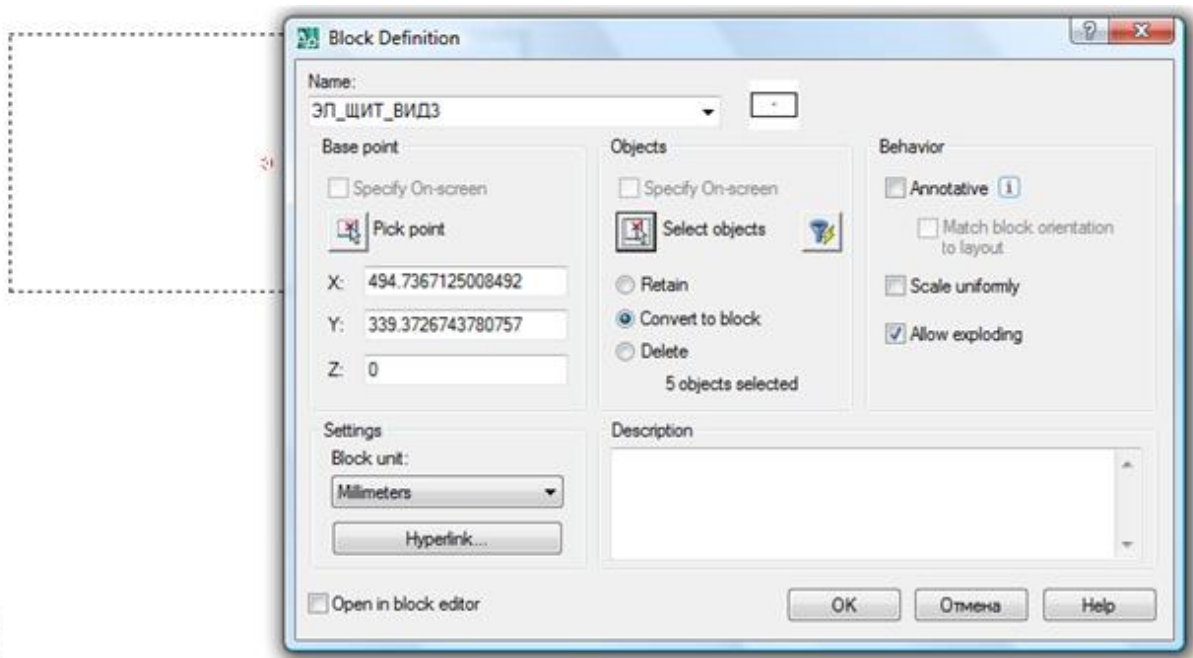 Block Definition
Name:
ЭП_ЩИТ_ВИД3
Base point
Specify On-screen
Pick point
X: 494.7367125008492
Y: 339.3726743780757
Z: 0
Objects
Specify On-screen
Select objects
Retain
Convert to block
Delete
5 objects selected
Behavior
Annotative
Match block orientation
to layout
Scale uniformly
Allow exploding
Settings
Block unit:
Millimeters
Hyperlink...
Description
Open in block editor
OK
Отмена
Help